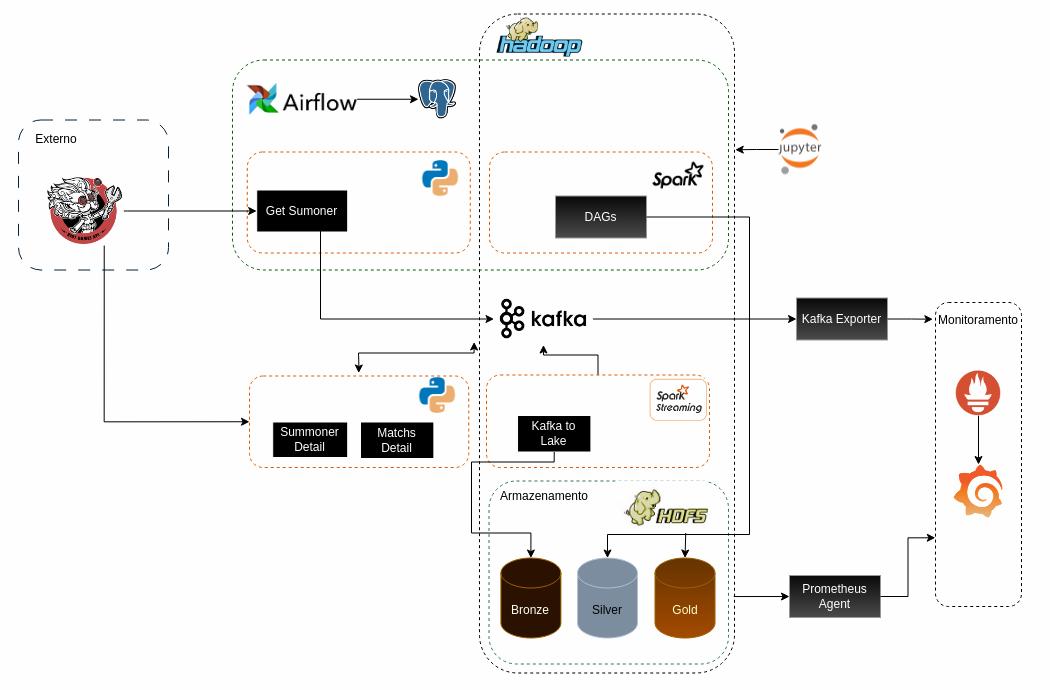 hadoop
Airflow
Externo
jupyter
Spark
Get Sumoner
DAGs
kafka
Kafka Exporter
Monitoramento
Spark
Streaming
Summoner
Detail
Matchs
Detail
Kafka to
Lake
Armazenamento
HDFS
Bronze
Silver
Gold
Prometheus
Agent